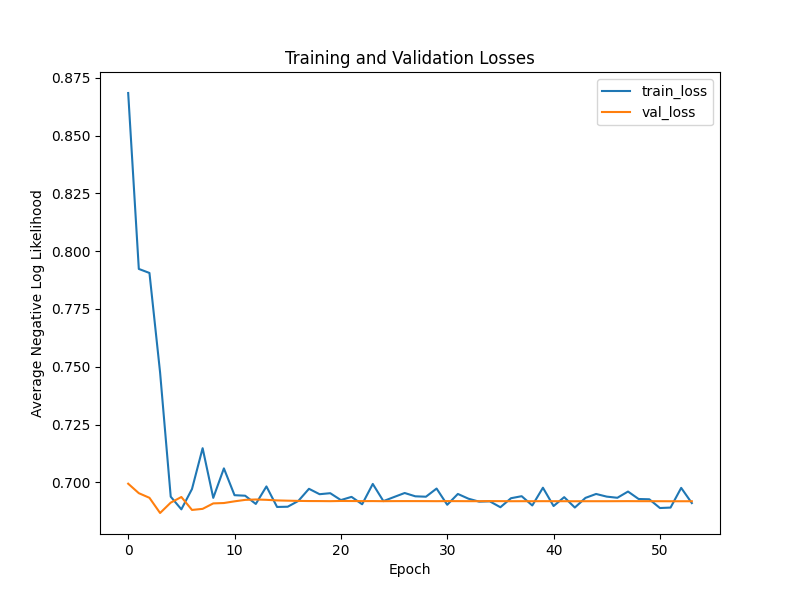 Training and Validation Losses
train_loss
val_loss
0.875
0.850
0.825
0.800
0.775
0.750
0.725
0.700
Average Negative Log Likelihood
0
10
20
30
40
50
Epoch